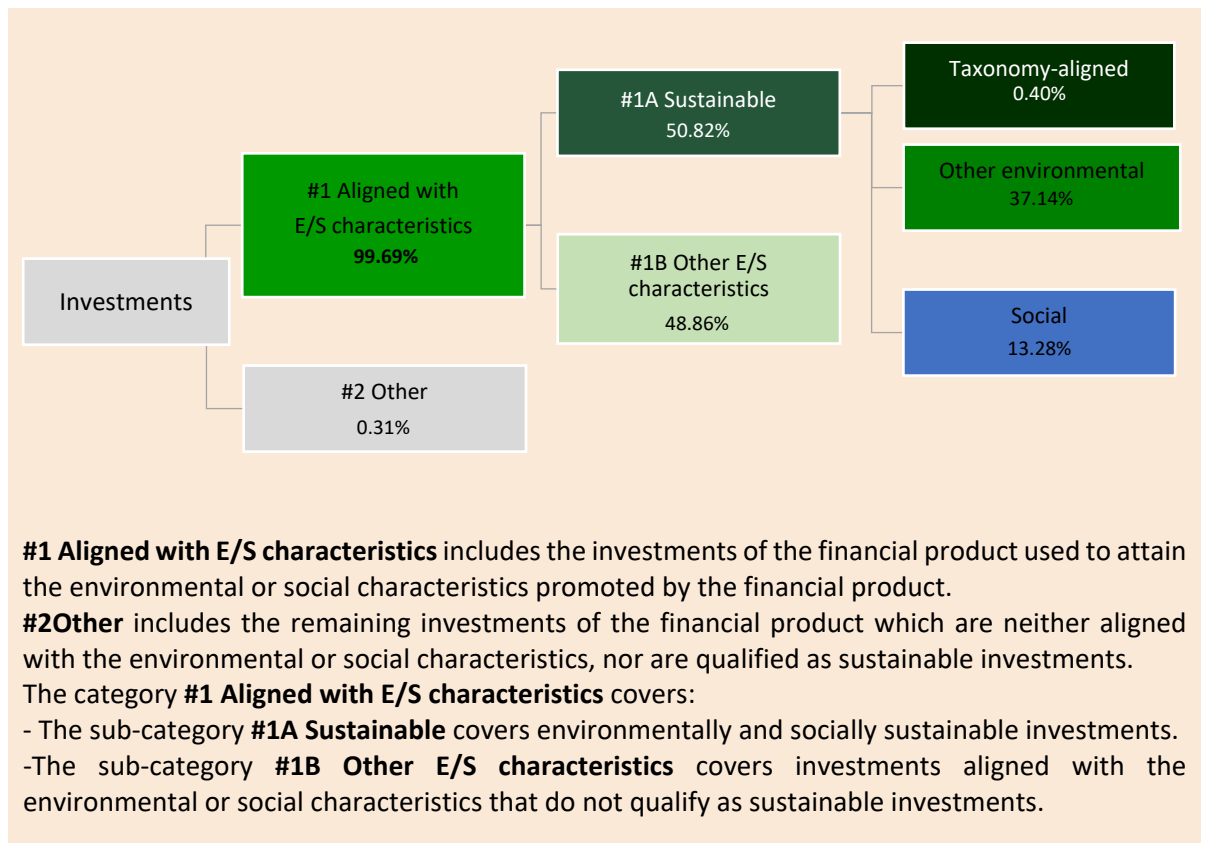 Taxonomy-aligned
0.40%
#1A Sustainable
50.82%
Other environmental
37.14%
#1 Aligned with
E/S characteristics
99.69%
#1B Other E/S
characteristics
48.86%
Investments
Social
13.28%
#2 Other
0.31%
#1 Aligned with E/S characteristics includes the investments of the financial product used to attain
the environmental or social characteristics promoted by the financial product.
#2Other includes the remaining investments of the financial product which are neither aligned
with the environmental or social characteristics, nor are qualified as sustainable investments.
The category #1 Aligned with E/S characteristics covers:
- The sub-category #1A Sustainable covers environmentally and socially sustainable investments.
-The sub-category #1B Other E/S characteristics covers investments aligned with the
environmental or social characteristics that do not qualify as sustainable investments.